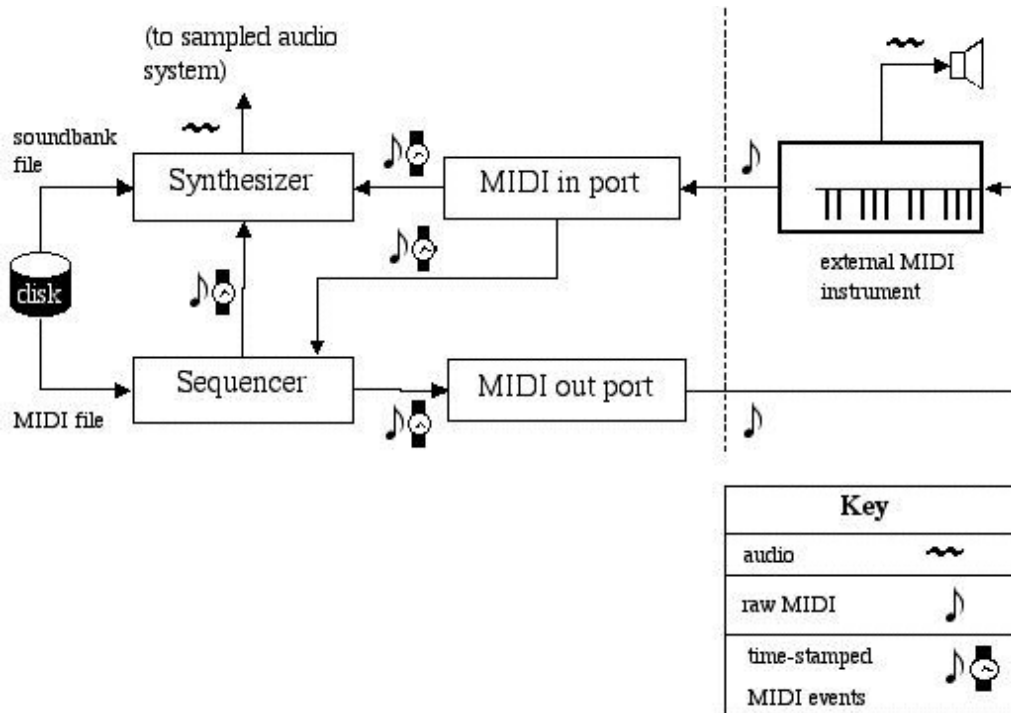 (to sampled audio
system)
soundbank
file
Synthesizer
MIDI in port
external MIDI
instrument
disk
Sequencer
MIDI out port
MIDI file
Key
audio
raw MIDI
time-stamped
MIDI events